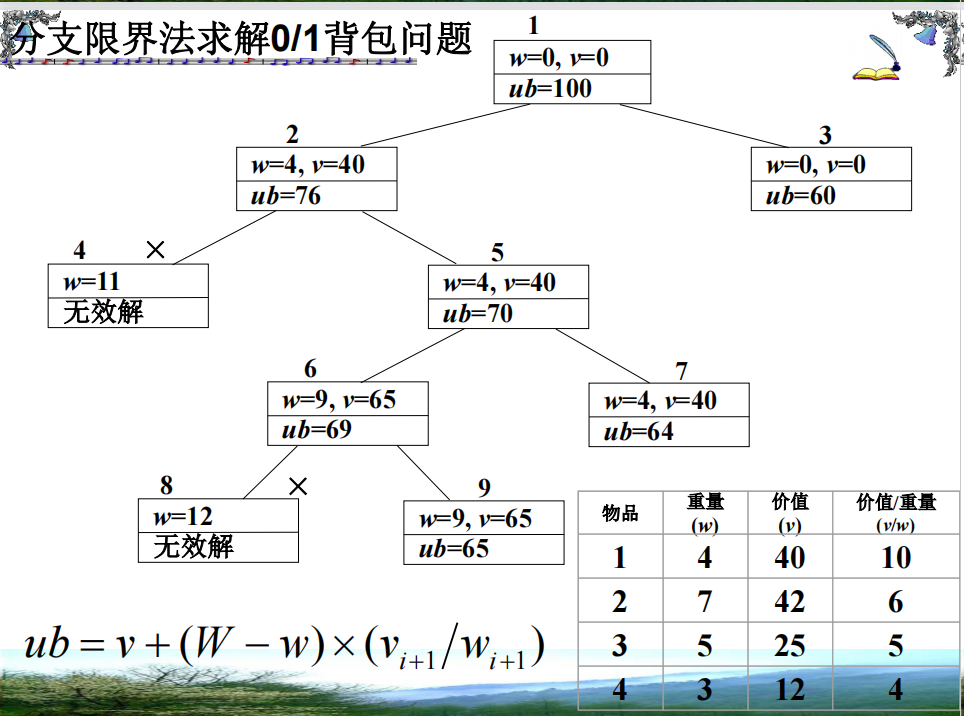 分支限界法求解0/1背包问题
1
w=0, v=0
ub=100
2
w=4, v=40
ub=76
3
w=0, v=0
ub=60
4 ×
w=11
无效解
5
w=4, v=40
ub=70
6
w=9, v=65
ub=69
7
w=4, v=40
ub=64
8 ×
w=12
无效解
9
w=9, v=65
ub=65
物品 重量(w) 价值(v) 价值/重量(v/w)
1 4 40 10
2 7 42 6
3 5 25 5
4 3 12 4
ub = v + (W − w) × (vᵢ₊₁/wᵢ₊₁)